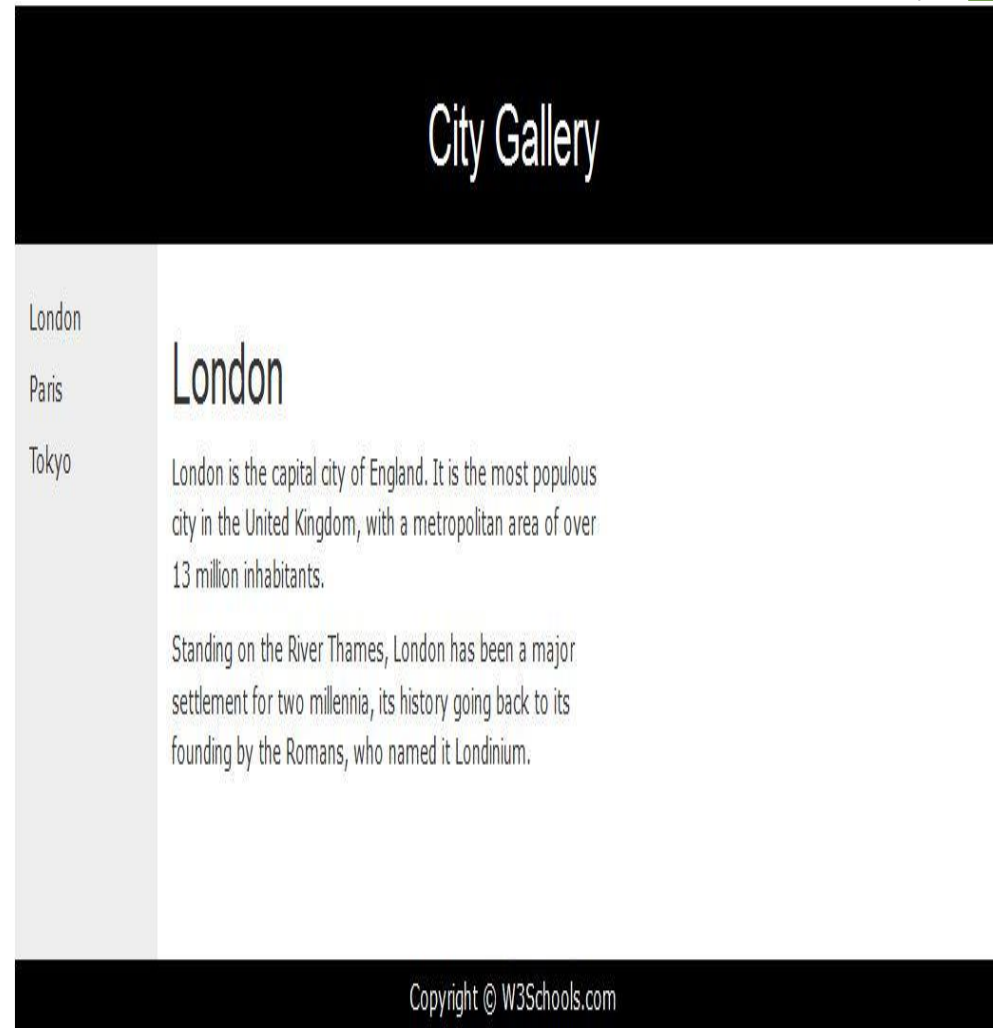 City Gallery
London
Paris
Tokyo
London
London is the capital city of England. It is the most populous
city in the United Kingdom, with a metropolitan area of over
13 million inhabitants.
Standing on the River Thames, London has been a major
settlement for two millennia, its history going back to its
founding by the Romans, who named it Londinium.
Copyright © W3Schools.com